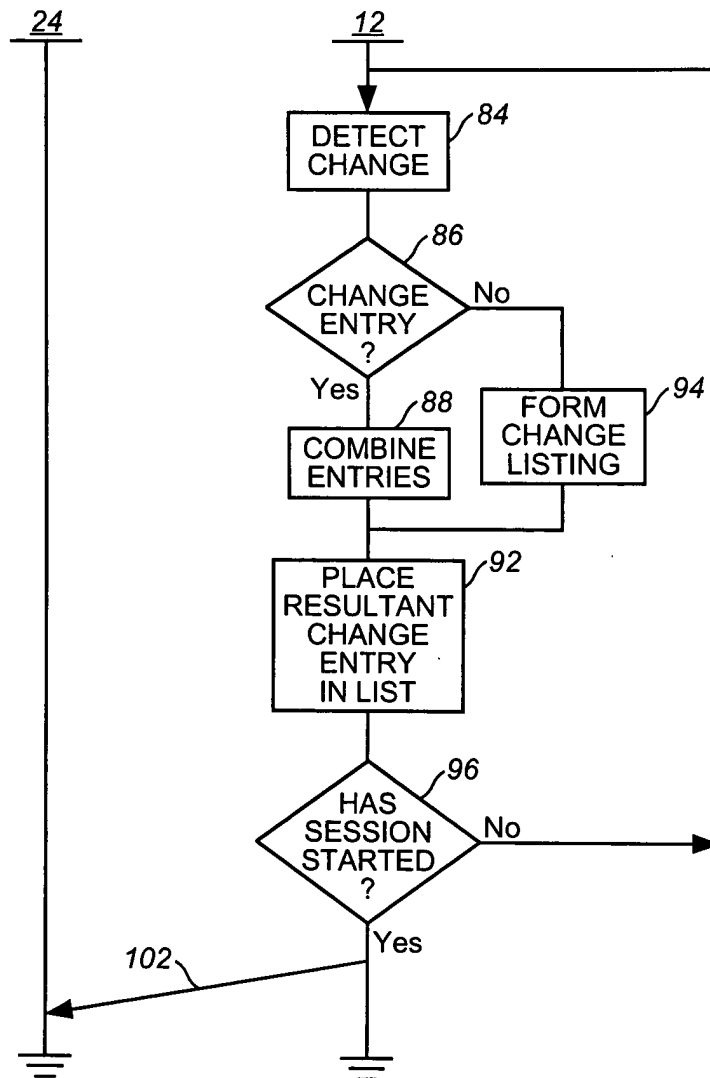 24
12
DETECT
CHANGE
84
86
CHANGE
ENTRY
?
No
Yes
88
COMBINE
ENTRIES
FORM
CHANGE
LISTING
94
92
PLACE
RESULTANT
CHANGE
ENTRY
IN LIST
96
HAS
SESSION
STARTED
?
No
Yes
102